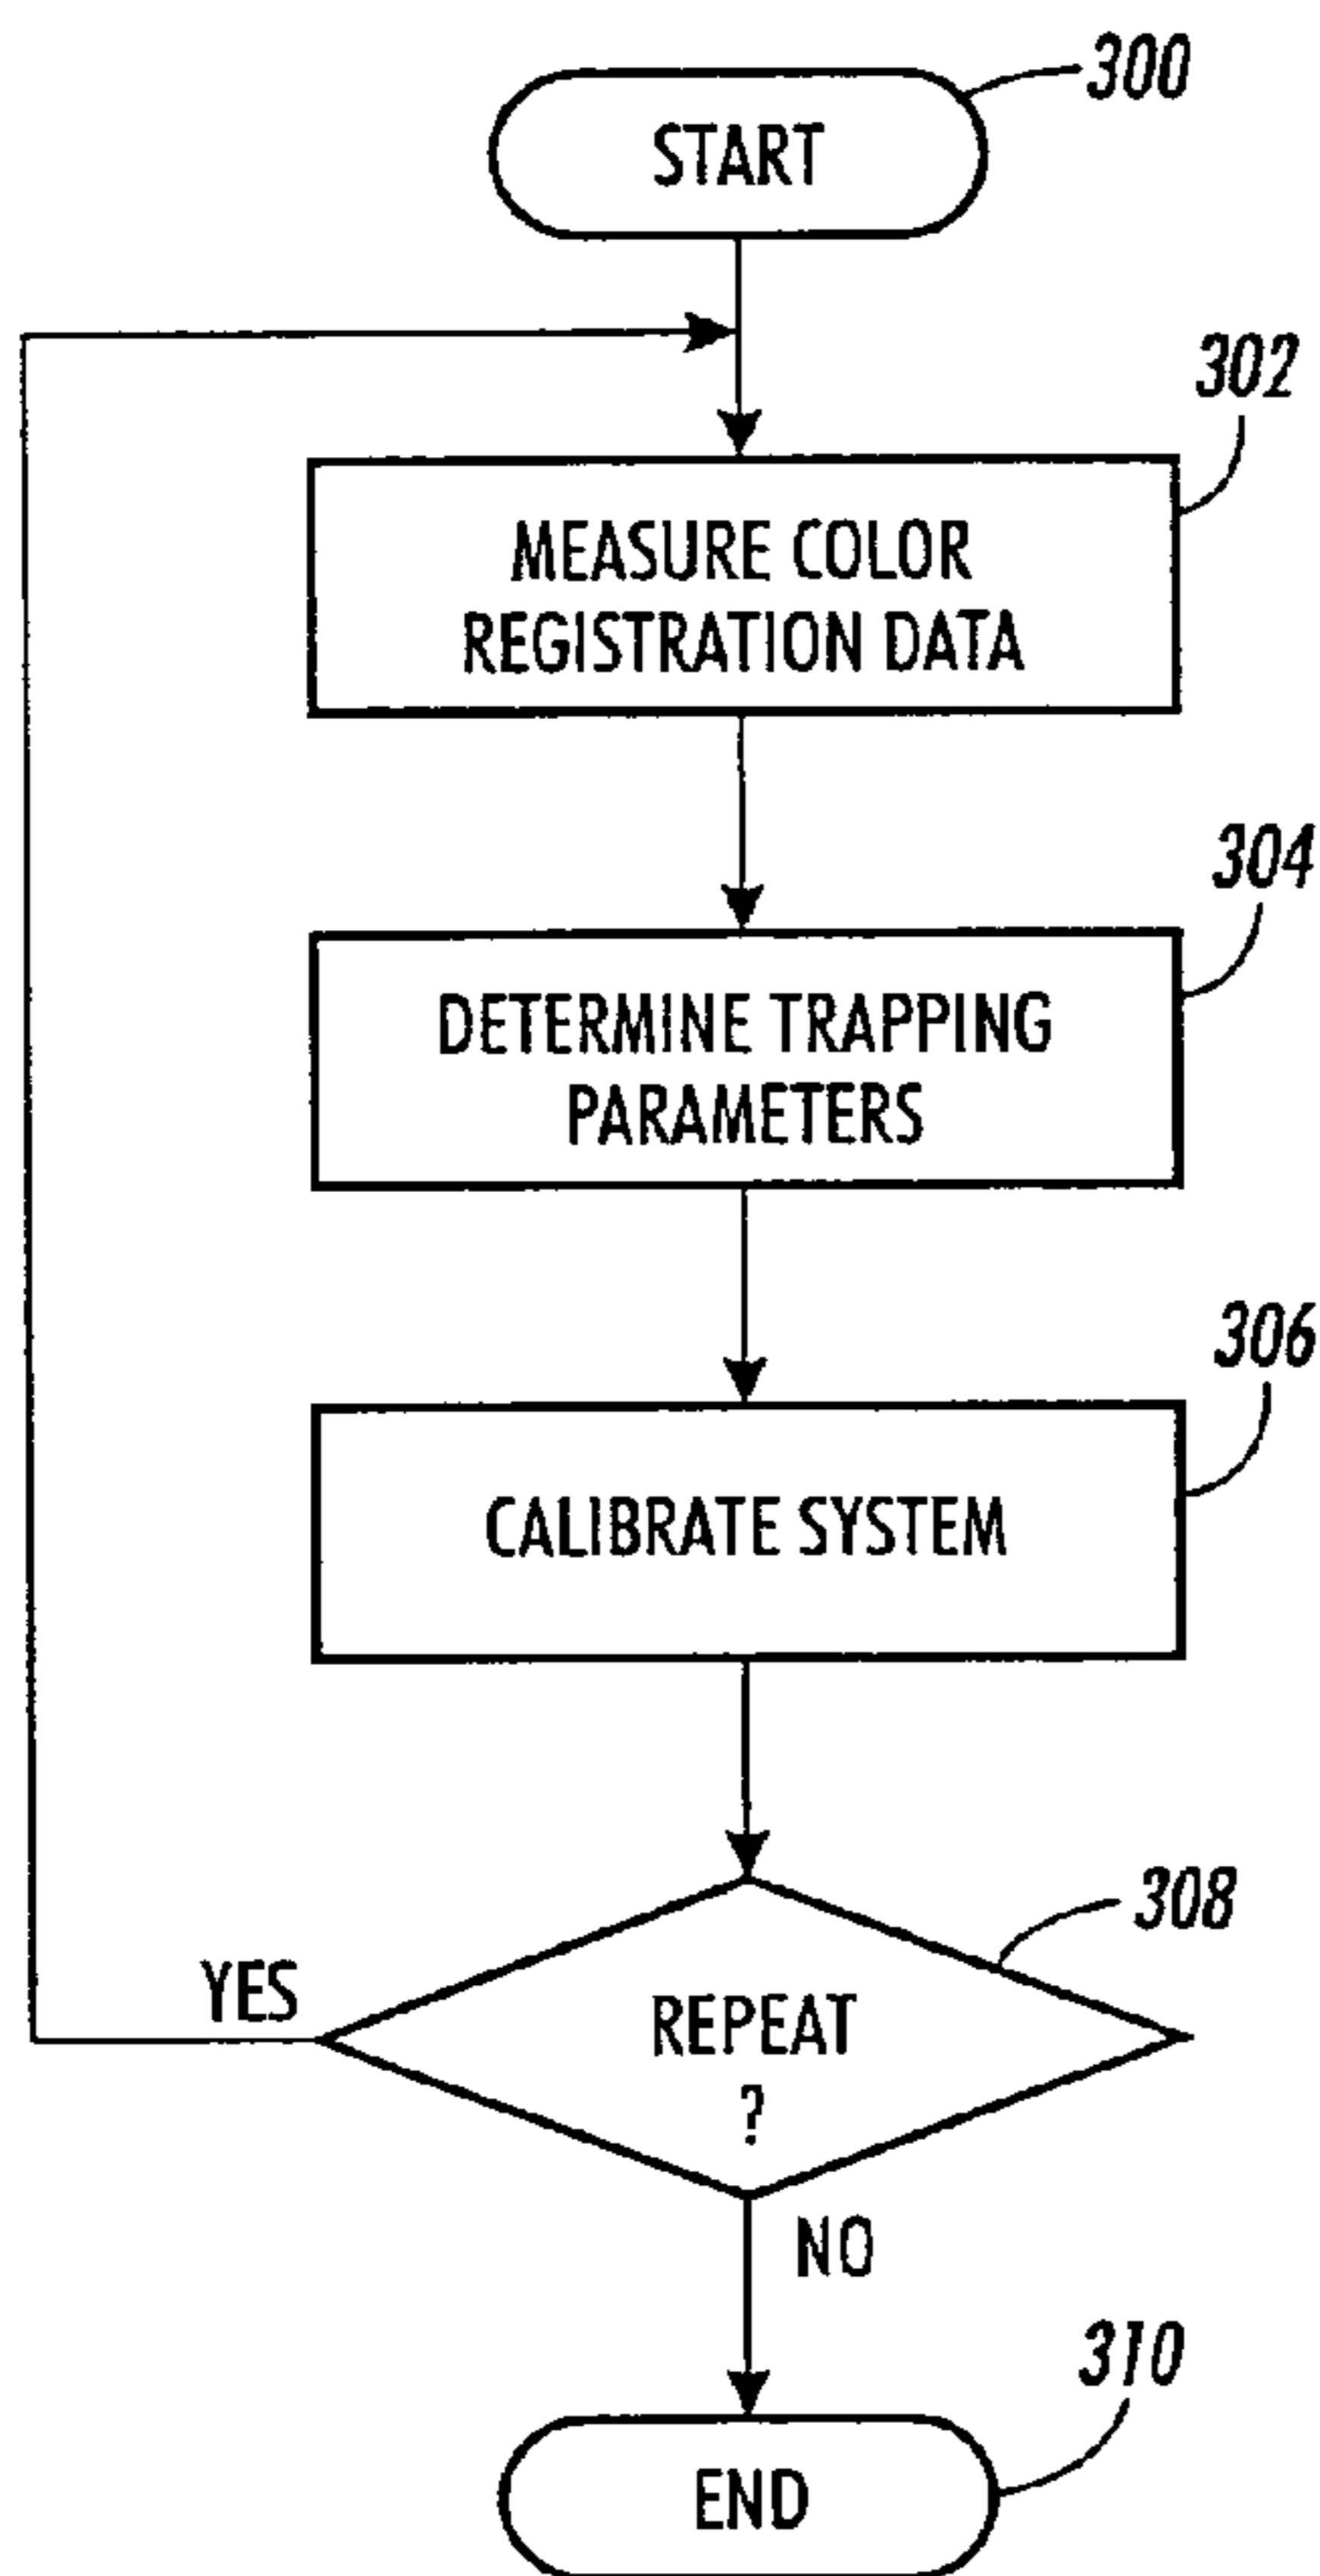 300
START
302
MEASURE COLOR
REGISTRATION DATA
304
DETERMINE TRAPPING
PARAMETERS
306
CALIBRATE SYSTEM
308
YES
REPEAT
?
NO
310
END